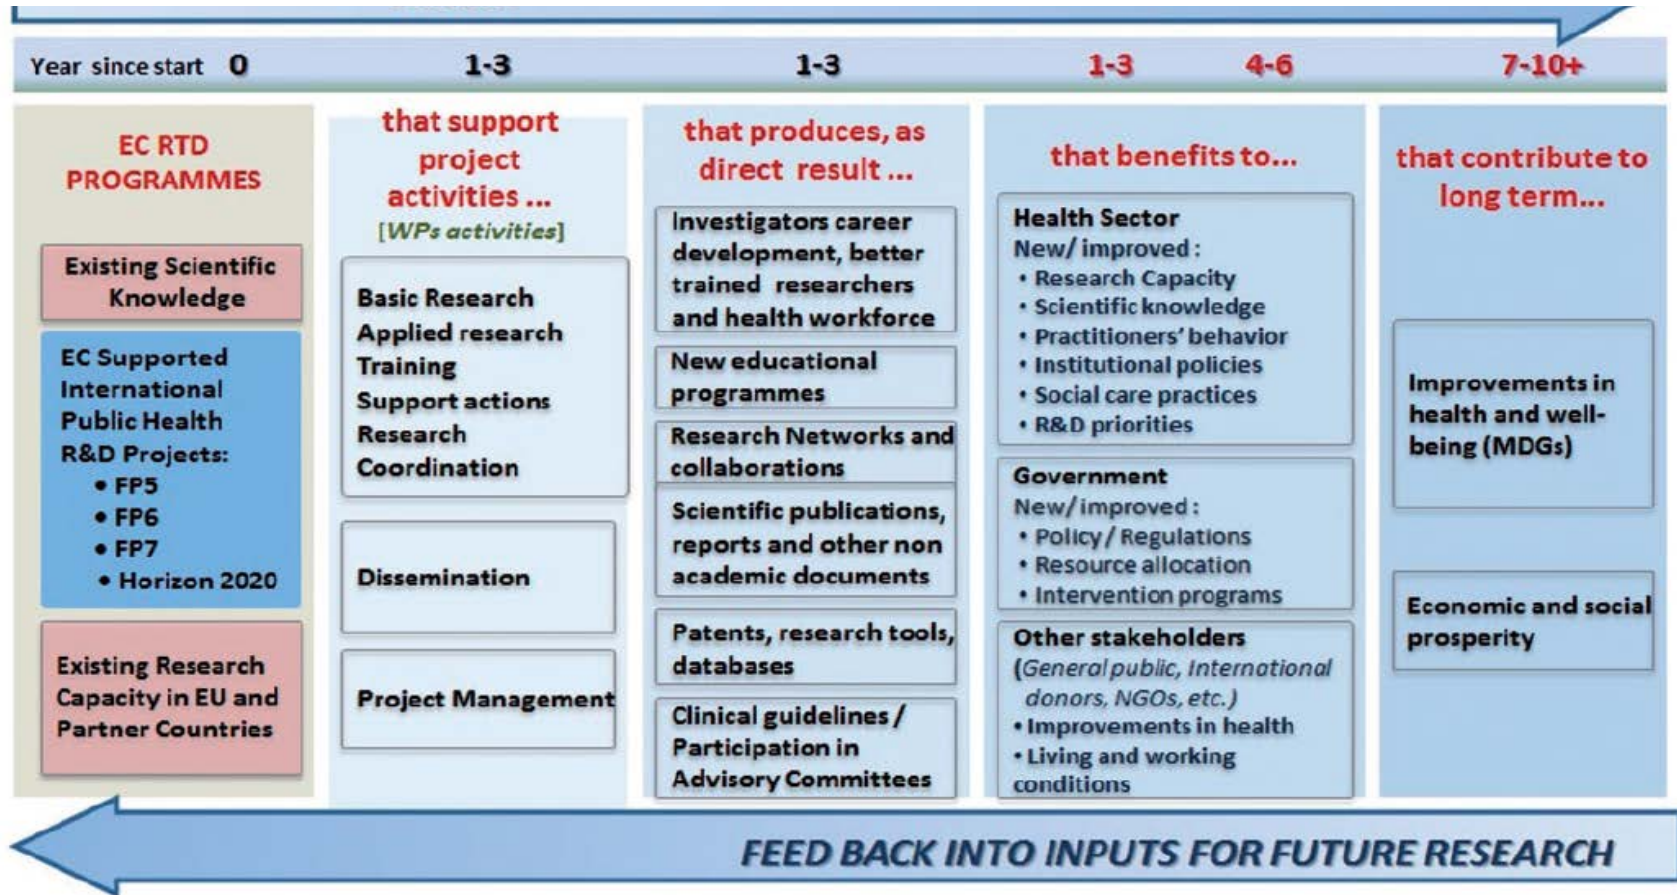 Year since start 0 1-3 1-3 1-3 4-6 7-10+
EC RTD
PROGRAMMES
Existing Scientific
Knowledge
EC Supported
International
Public Health
R&D Projects:
• FP5
• FP6
• FP7
• Horizon 2020
Existing Research
Capacity in EU and
Partner Countries
that support
project
activities ...
[WPs activities]
Basic Research
Applied research
Training
Support actions
Research
Coordination
Dissemination
Project Management
that produces, as
direct result ...
Investigators career
development, better
trained researchers
and health workforce
New educational
programmes
Research Networks and
collaborations
Scientific publications,
reports and other non
academic documents
Patents, research tools,
databases
Clinical guidelines /
Participation in
Advisory Committees
that benefits to...
Health Sector
New/ improved :
• Research Capacity
• Scientific knowledge
• Practitioners' behavior
• Institutional policies
• Social care practices
• R&D priorities
Government
New/ improved :
• Policy / Regulations
• Resource allocation
• Intervention programs
Other stakeholders
(General public, International
donors, NGOs, etc.)
• Improvements in health
• Living and working
conditions
that contribute to
long term...
Improvements in
health and well-
being (MDGs)
Economic and social
prosperity
FEED BACK INTO INPUTS FOR FUTURE RESEARCH